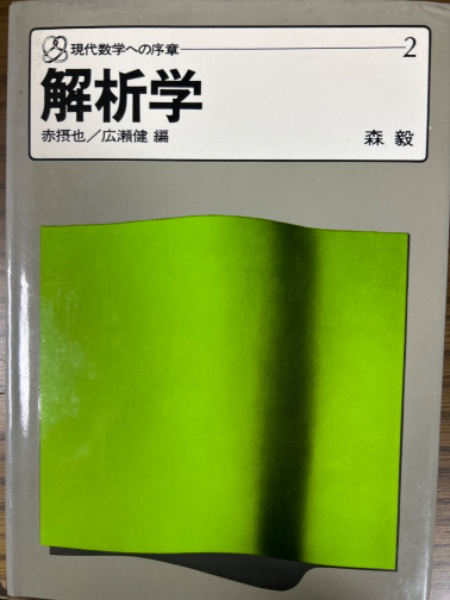 現代数学への序章 2
解析学
赤摂也/広瀬健 編 森毅